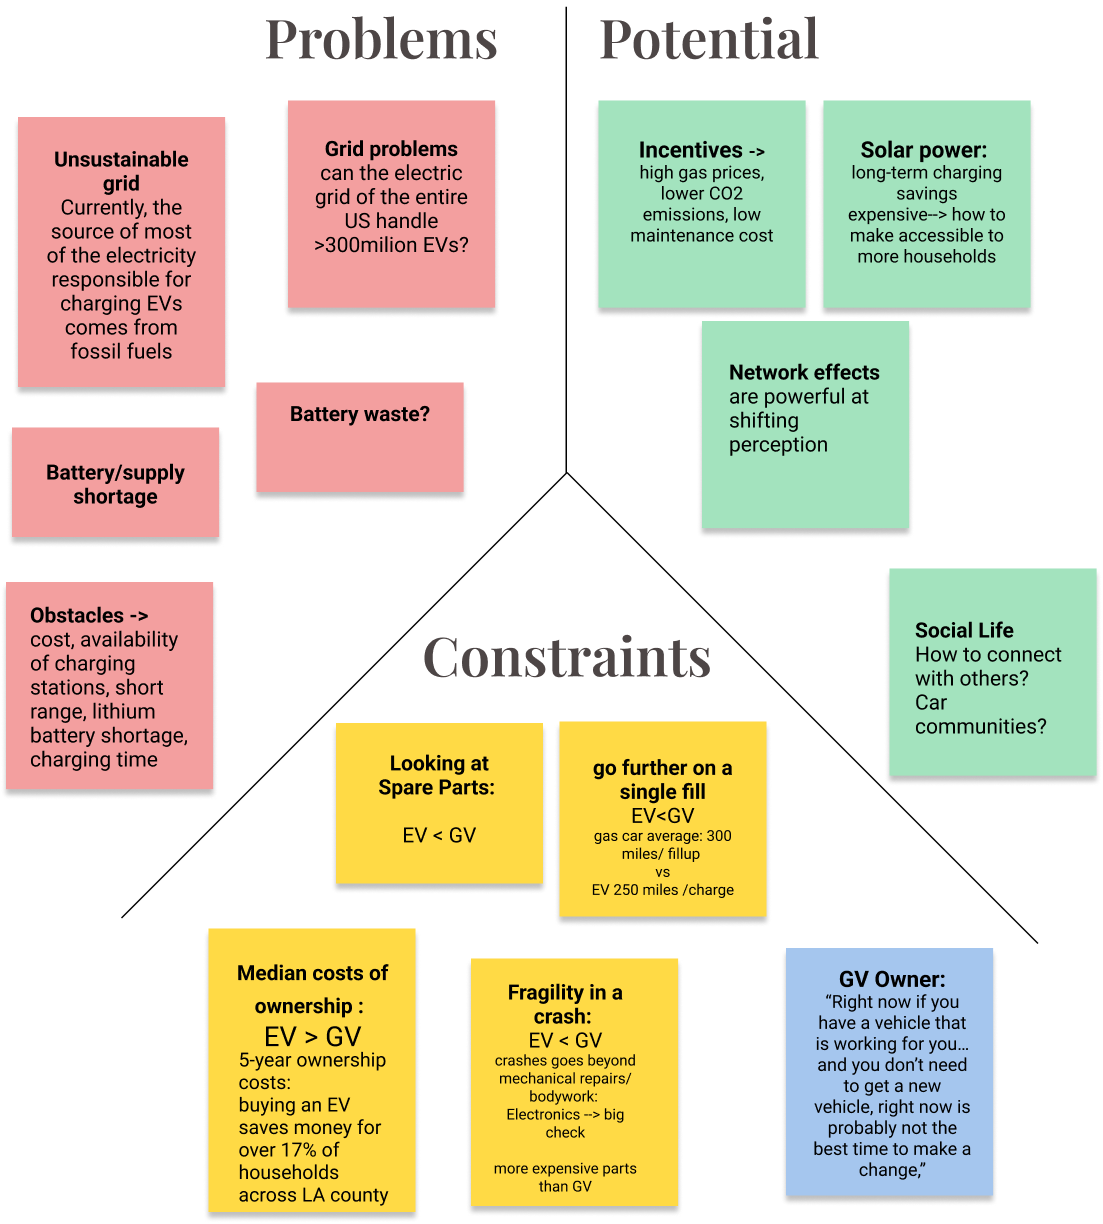 Problems
Potential
Unsustainable
grid
Currently, the
source of most
of the electricity
responsible for
charging EVs
comes from
fossil fuels
Grid problems
can the electric
grid of the entire
US handle
>300milion EVs?
Battery waste?
Battery/supply
shortage
Obstacles ->
cost, availability
of charging
stations, short
range, lithium
battery shortage,
charging time
Incentives ->
high gas prices,
lower CO2
emissions, low
maintenance cost
Solar power:
long-term charging
savings
expensive--> how to
make accessible to
more households
Network effects
are powerful at
shifting
perception
Social Life
How to connect
with others?
Car
communities?
Constraints
Looking at
Spare Parts:
EV < GV
go further on a
single fill
EV<GV
gas car average: 300
miles/ fillup
vs
EV 250 miles /charge
Median costs of
ownership :
EV > GV
5-year ownership
costs:
buying an EV
saves money for
over 17% of
households
across LA county
Fragility in a
crash:
EV < GV
crashes goes beyond
mechanical repairs/
bodywork:
Electronics --> big
check
more expensive parts
than GV
GV Owner:
“Right now if you
have a vehicle that
is working for you…
and you don’t need
to get a new
vehicle, right now is
probably not the
best time to make a
change,”